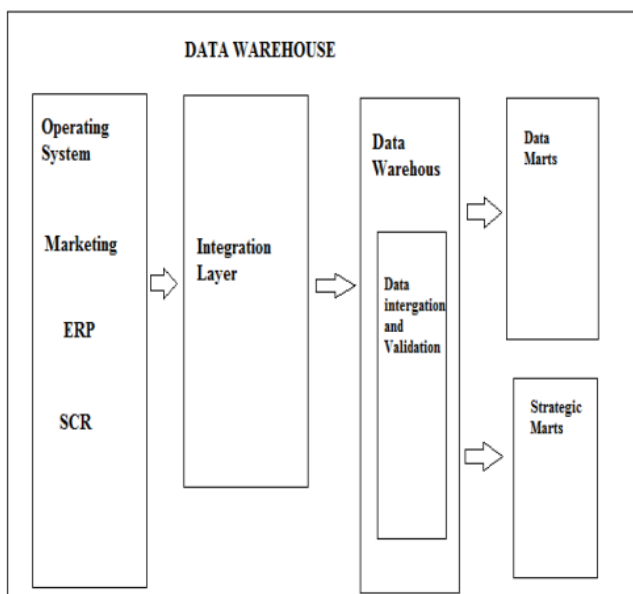 DATA WAREHOUSE
Operating
System
Marketing
ERP
SCR
Integration
Layer
Data
Warehous
Data
intergation
and
Validation
Data
Marts
Strategic
Marts